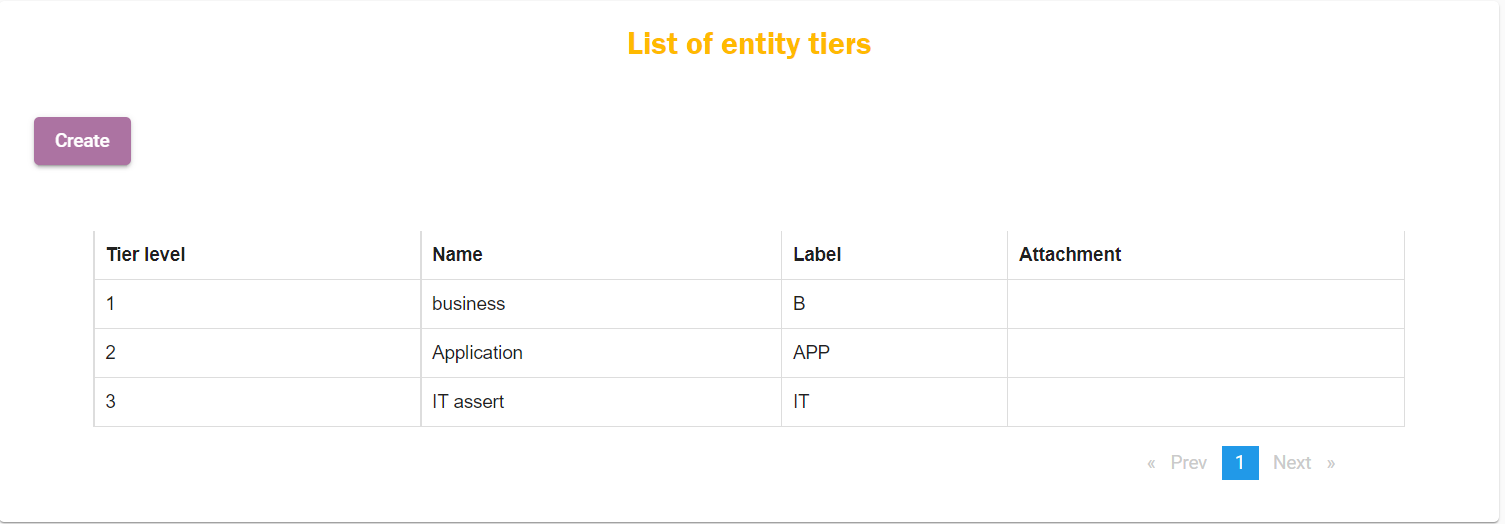 List of entity tiers
Create
Tier level Name Label Attachment
1 business B
2 Application APP
3 IT assert IT
« Prev 1 Next »